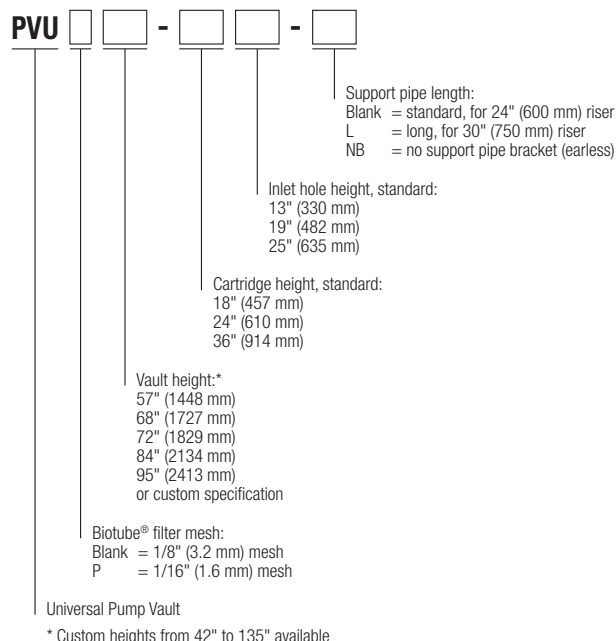 PVU - -
Support pipe length:
Blank = standard, for 24" (600 mm) riser
L = long, for 30" (750 mm) riser
NB = no support pipe bracket (earless)
Inlet hole height, standard:
13" (330 mm)
19" (482 mm)
25" (635 mm)
Cartridge height, standard:
18" (457 mm)
24" (610 mm)
36" (914 mm)
Vault height:*
57" (1448 mm)
68" (1727 mm)
72" (1829 mm)
84" (2134 mm)
95" (2413 mm)
or custom specification
Biotube® filter mesh:
Blank = 1/8" (3.2 mm) mesh
P = 1/16" (1.6 mm) mesh
Universal Pump Vault
* Custom heights from 42" to 135" available